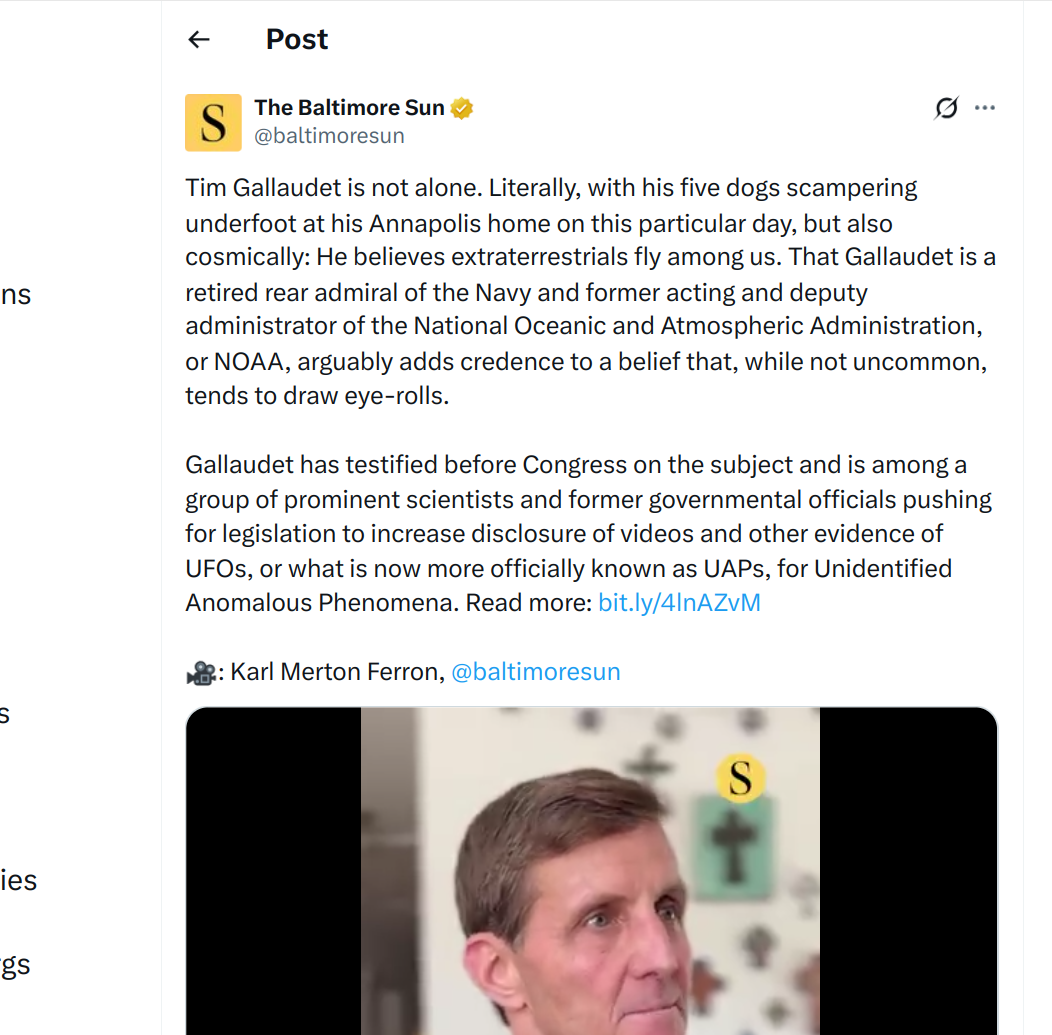 Post
S
The Baltimore Sun
@baltimoresun
Tim Gallaudet is not alone. Literally, with his five dogs scampering
underfoot at his Annapolis home on this particular day, but also
cosmically: He believes extraterrestrials fly among us. That Gallaudet is a
ns
retired rear admiral of the Navy and former acting and deputy
administrator of the National Oceanic and Atmospheric Administration,
or NOAA, arguably adds credence to a belief that, while not uncommon,
tends to draw eye-rolls.
Gallaudet has testified before Congress on the subject and is among a
group of prominent scientists and former governmental officials pushing
for legislation to increase disclosure of videos and other evidence of
UFOs, or what is now more officially known as UAPs, for Unidentified
Anomalous Phenomena. Read more: bit.ly/4lnAZvM
🎥: Karl Merton Ferron, @baltimoresun
s
S
ies
rgs